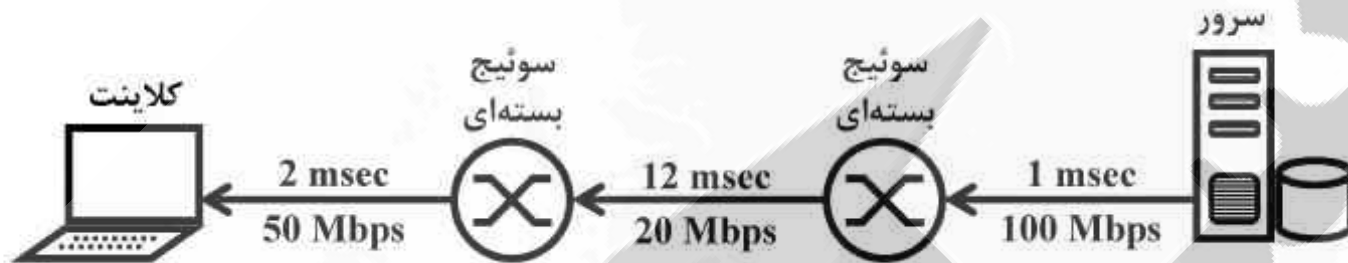 سرور
سوئیچ
بسته‌ای
سوئیچ
بسته‌ای
کلاینت
1 msec
100 Mbps
12 msec
20 Mbps
2 msec
50 Mbps